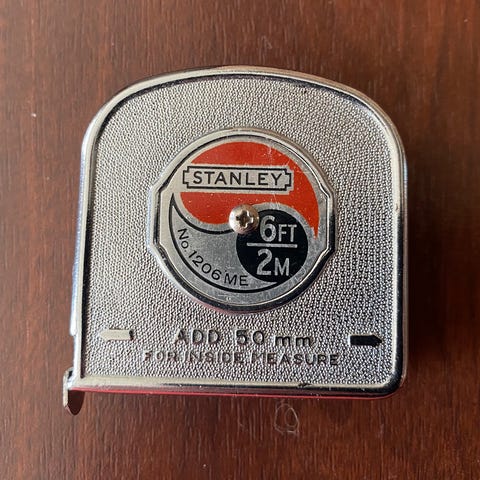 STANLEY
6FT
2M
No. 1206ME
ADD 50 mm
FOR INSIDE MEASURE